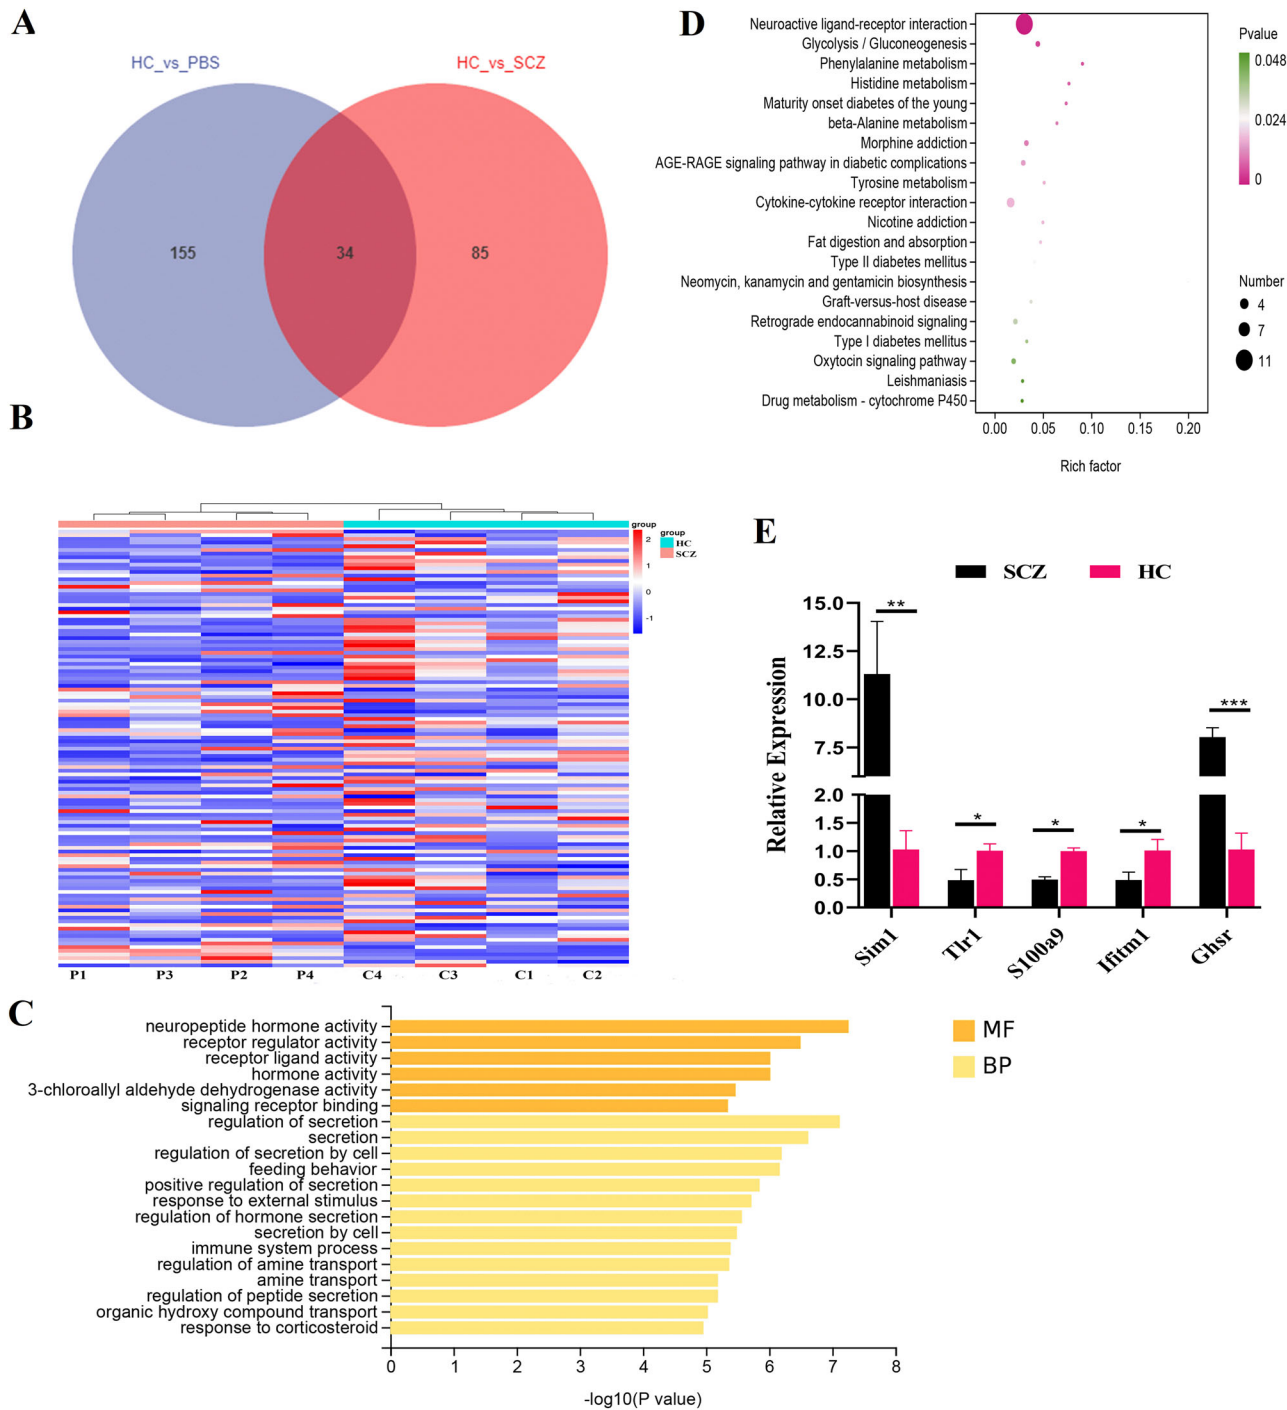 A
HC_vs_PBS
HC_vs_SCZ
155
34
85
D
Neuroactive ligand-receptor interaction
Glycolysis / Gluconeogenesis
Phenylalanine metabolism
Histidine metabolism
Maturity onset diabetes of the young
beta-Alanine metabolism
Morphine addiction
AGE-RAGE signaling pathway in diabetic complications
Tyrosine metabolism
Cytokine-cytokine receptor interaction
Nicotine addiction
Fat digestion and absorption
Type II diabetes mellitus
Neomycin, kanamycin and gentamicin biosynthesis
Graft-versus-host disease
Retrograde endocannabinoid signaling
Type I diabetes mellitus
Oxytocin signaling pathway
Leishmaniasis
Drug metabolism - cytochrome P450
0.00 0.05 0.10 0.15 0.20
Rich factor
Pvalue
0.048
0.024
0
Number
4
7
11
B
group
2
1
0
-1
group
HC
SCZ
P1 P3 P2 P4 C4 C3 C1 C2
E
SCZ HC
Relative Expression
15.0
12.5
10.0
7.5
2.0
1.5
1.0
0.5
0.0
**
*
*
*
***
Sim1
Tlr1
S100a9
Ifitm1
Ghsr
C
neuropeptide hormone activity
receptor regulator activity
receptor ligand activity
hormone activity
3-chloroallyl aldehyde dehydrogenase activity
signaling receptor binding
regulation of secretion
secretion
regulation of secretion by cell
feeding behavior
positive regulation of secretion
response to external stimulus
regulation of hormone secretion
secretion by cell
immune system process
regulation of amine transport
amine transport
regulation of peptide secretion
organic hydroxy compound transport
response to corticosteroid
0 1 2 3 4 5 6 7 8
-log10(P value)
MF
BP